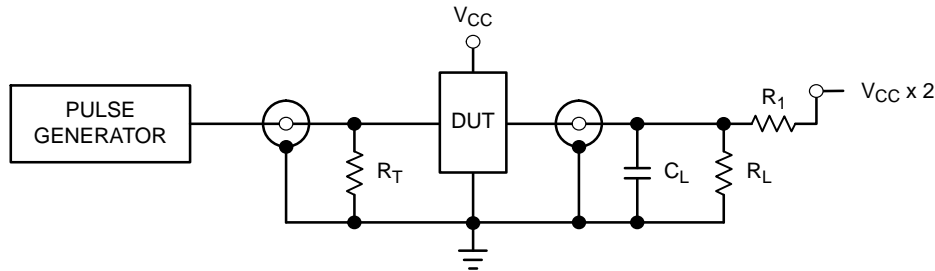 V_CC
PULSE
GENERATOR
DUT
R_T
C_L
R_L
R_1
V_CC x 2